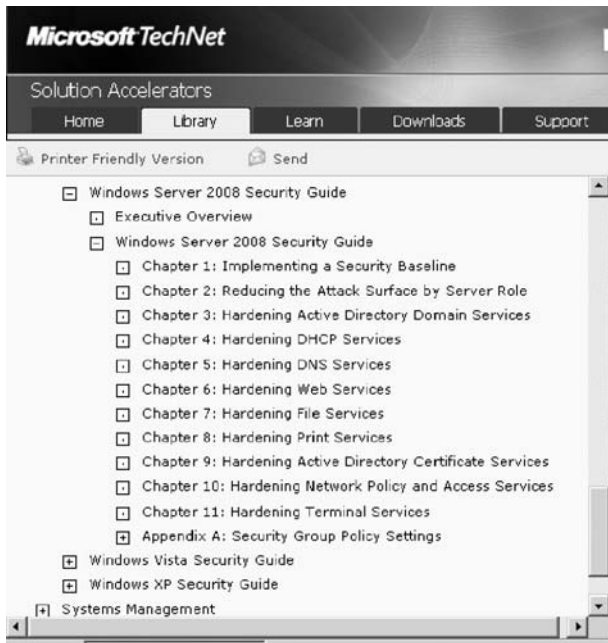 Microsoft TechNet
Solution Accelerators
Home Library Learn Downloads Support
Printer Friendly Version Send
Windows Server 2008 Security Guide
Executive Overview
Windows Server 2008 Security Guide
Chapter 1: Implementing a Security Baseline
Chapter 2: Reducing the Attack Surface by Server Role
Chapter 3: Hardening Active Directory Domain Services
Chapter 4: Hardening DHCP Services
Chapter 5: Hardening DNS Services
Chapter 6: Hardening Web Services
Chapter 7: Hardening File Services
Chapter 8: Hardening Print Services
Chapter 9: Hardening Active Directory Certificate Services
Chapter 10: Hardening Network Policy and Access Services
Chapter 11: Hardening Terminal Services
Appendix A: Security Group Policy Settings
Windows Vista Security Guide
Windows XP Security Guide
Systems Management